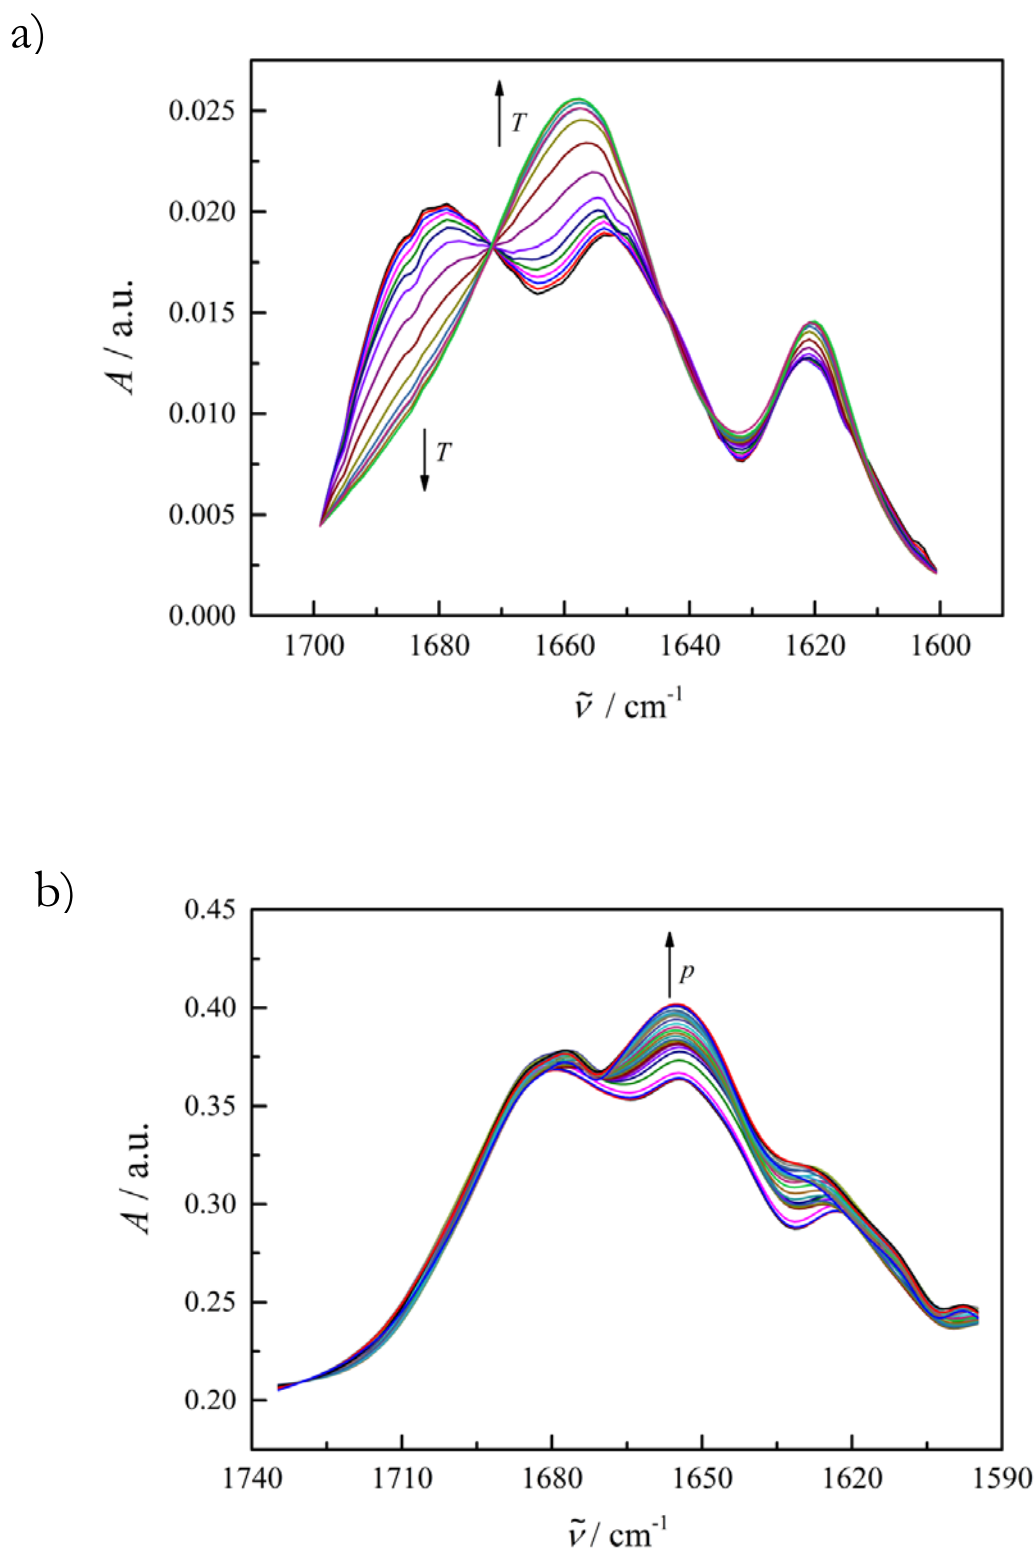 a)
0.025
0.020
0.015
0.010
0.005
0.000
A / a.u.
T
T
1700 1680 1660 1640 1620 1600
ν̃ / cm⁻¹
b)
0.45
0.40
0.35
0.30
0.25
0.20
A / a.u.
p
1740 1710 1680 1650 1620 1590
ν̃ / cm⁻¹